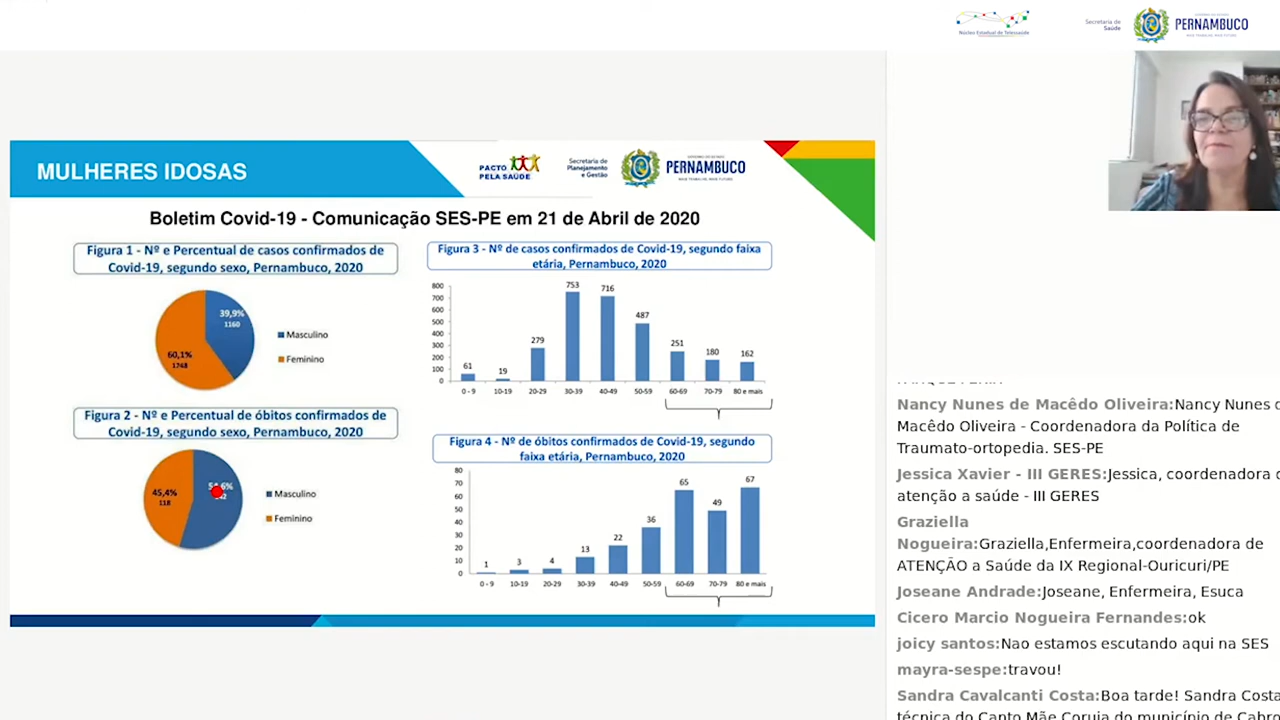 Núcleo Estadual de Telessaúde
Secretaria de
Saúde
PERNAMBUCO
MULHERES IDOSAS
PACTO
PELA SAÚDE
Secretaria de
Planejamento
e Gestão
PERNAMBUCO
Boletim Covid-19 - Comunicação SES-PE em 21 de Abril de 2020
Figura 1 - Nº e Percentual de casos confirmados de
Covid-19, segundo sexo, Pernambuco, 2020
39,9%
1160
60,1%
1748
Masculino
Feminino
Figura 2 - Nº e Percentual de óbitos confirmados de
Covid-19, segundo sexo, Pernambuco, 2020
45,4%
118
Masculino
Feminino
Figura 3 - Nº de casos confirmados de Covid-19, segundo faixa
etária, Pernambuco, 2020
800
700
600
500
400
300
200
100
0
61 19 279 753 716 487 251 180 162
0 - 9 10-19 20-29 30-39 40-49 50-59 60-69 70-79 80 e mais
Figura 4 - Nº de óbitos confirmados de Covid-19, segundo
faixa etária, Pernambuco, 2020
80
70
60
50
40
30
20
10
0
1 3 4 13 22 36 65 49 67
0 - 9 10-19 20-29 30-39 40-49 50-59 60-69 70-79 80 e mais
Nancy Nunes de Macêdo Oliveira:Nancy Nunes d
Macêdo Oliveira - Coordenadora da Política de
Traumato-ortopedia. SES-PE
Jessica Xavier - III GERES:Jessica, coordenadora d
atenção a saúde - III GERES
Graziella
Nogueira:Graziella,Enfermeira,coordenadora de
ATENÇÃO a Saúde da IX Regional-Ouricuri/PE
Joseane Andrade:Joseane, Enfermeira, Esuca
Cicero Marcio Nogueira Fernandes:ok
joicy santos:Nao estamos escutando aqui na SES
mayra-sespe:travou!
Sandra Cavalcanti Costa:Boa tarde! Sandra Costa
técnica do Canto Mãe Coruja do município de Cabro